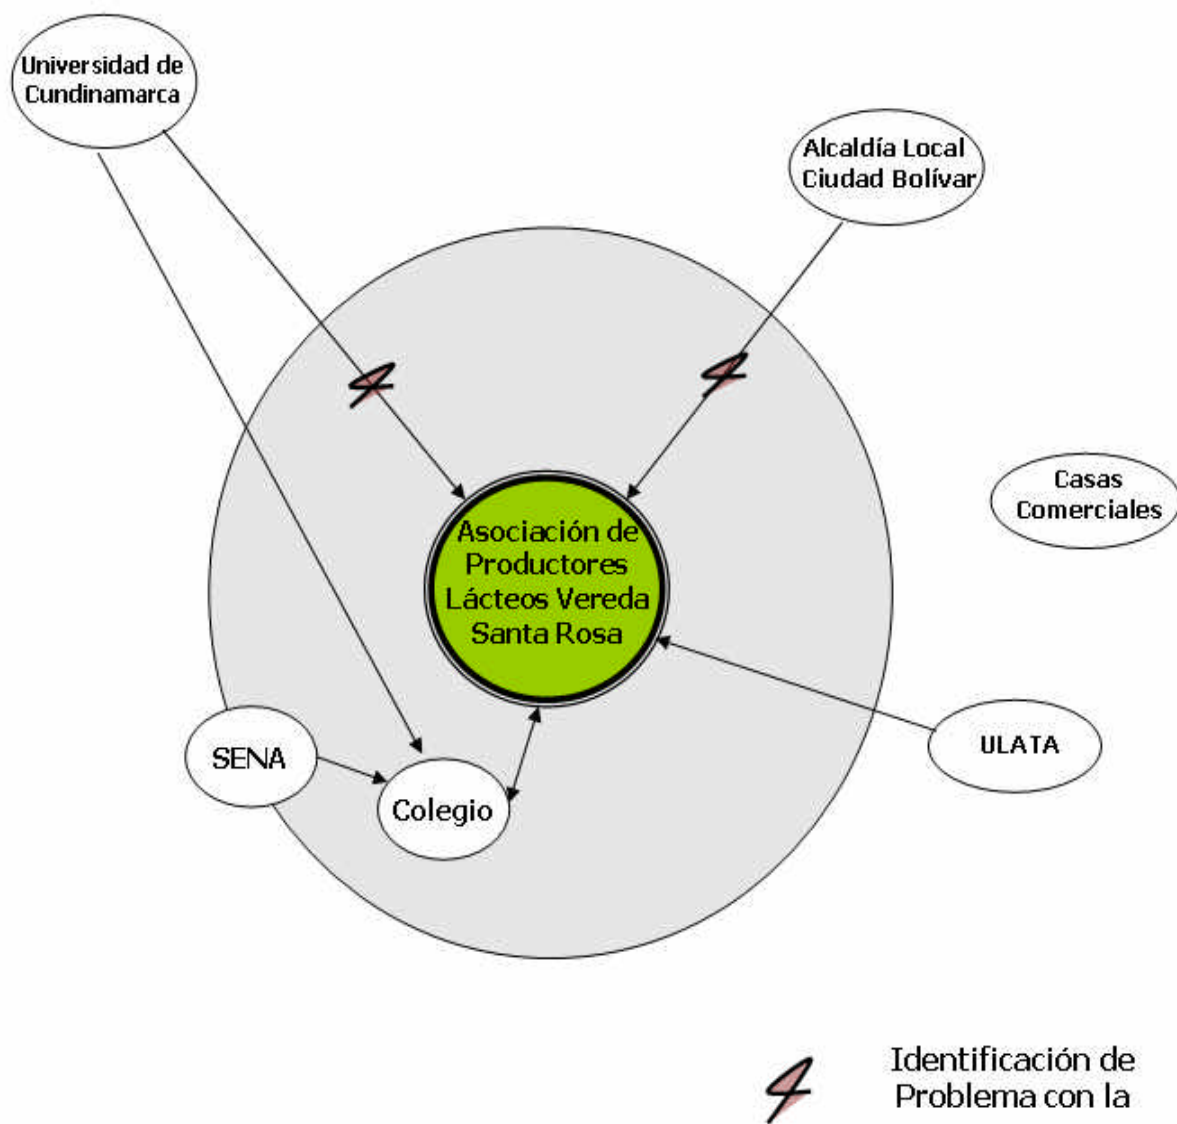 Universidad de
Cundinamarca
Alcaldía Local
Ciudad Bolívar
Casas
Comerciales
Asociación de
Productores
Lácteos Vereda
Santa Rosa
SENA
Colegio
ULATA
Identificación de
Problema con la